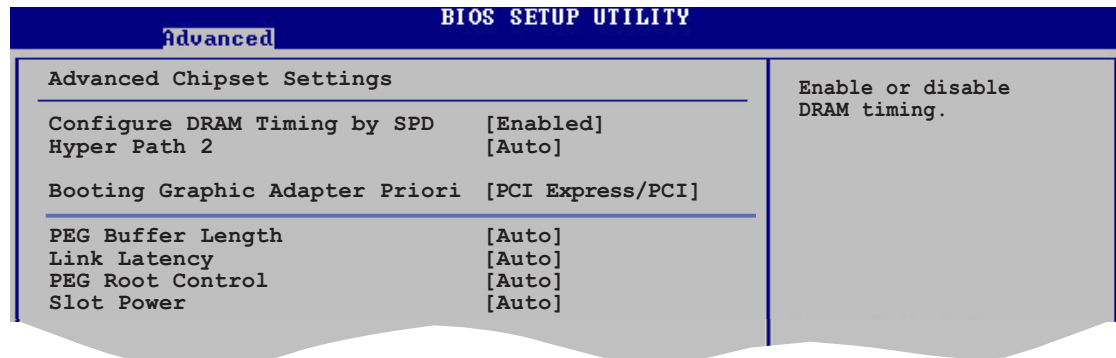 BIOS SETUP UTILITY
Advanced
Advanced Chipset Settings
Configure DRAM Timing by SPD [Enabled]
Hyper Path 2 [Auto]
Booting Graphic Adapter Priori [PCI Express/PCI]
PEG Buffer Length [Auto]
Link Latency [Auto]
PEG Root Control [Auto]
Slot Power [Auto]
Enable or disable
DRAM timing.